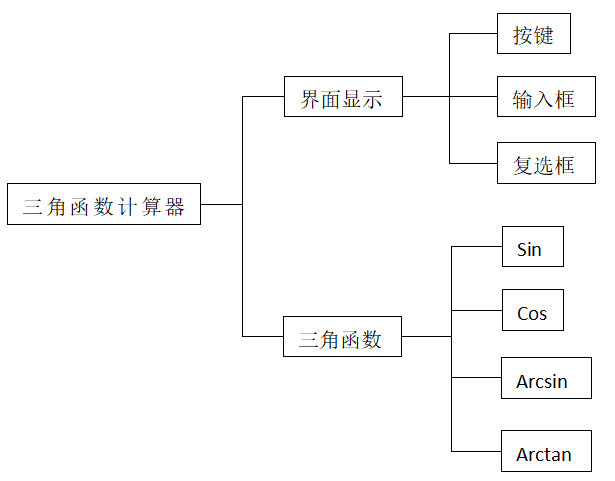 按键
界面显示
输入框
复选框
三角函数计算器
Sin
Cos
三角函数
Arcsin
Arctan